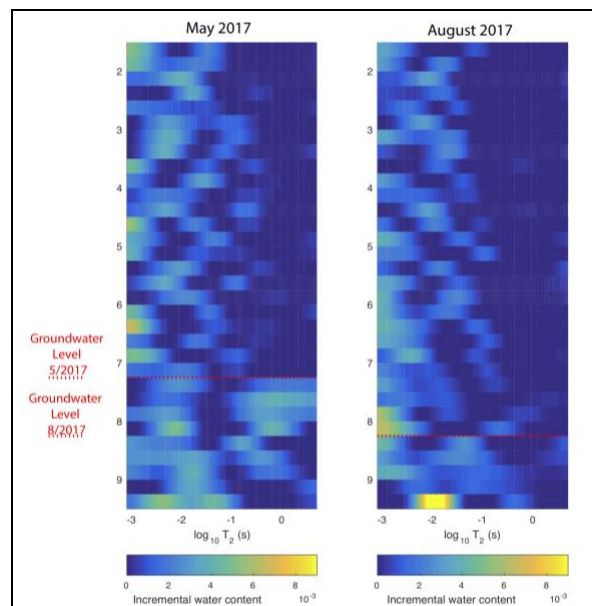 May 2017
August 2017
2
3
4
5
6
7
8
9
2
3
4
5
6
7
8
9
Groundwater
Level
5/2017
Groundwater
Level
8/2017
-3 -2 -1 0
log10 T2 (s)
-3 -2 -1 0
log10 T2 (s)
0 2 4 6 8
Incremental water content 10-3
0 2 4 6 8
Incremental water content 10-3